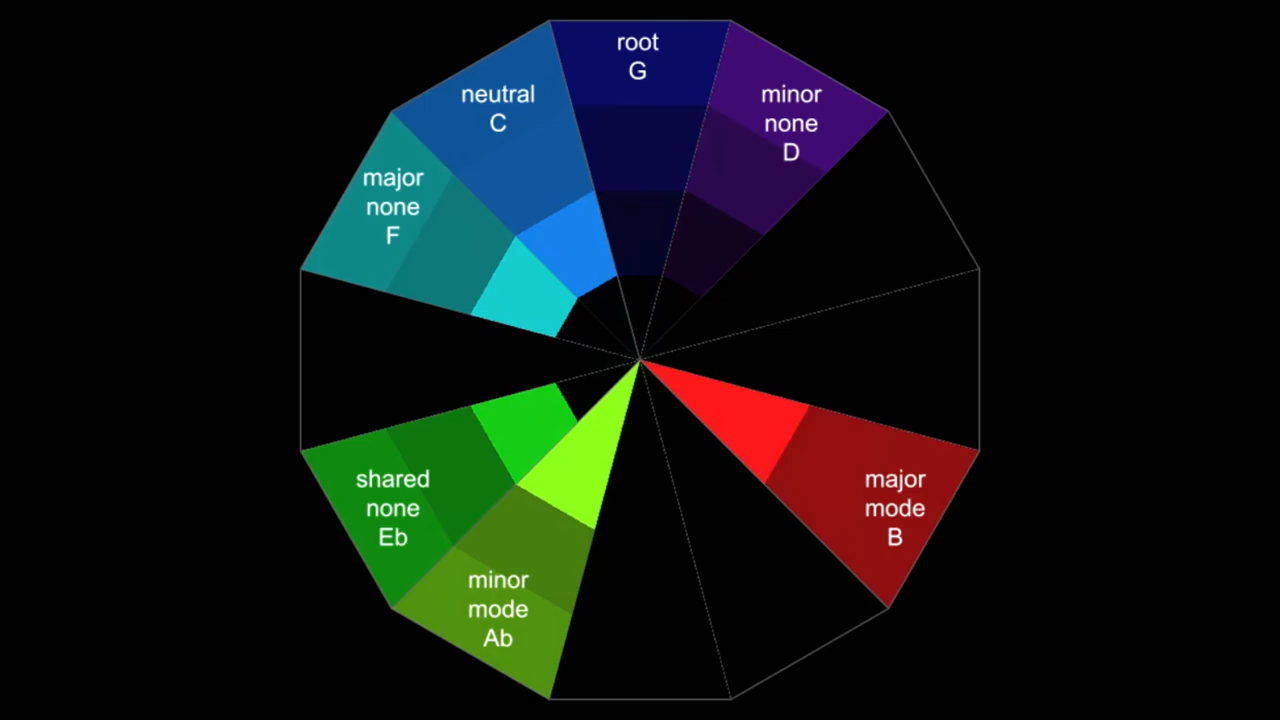 root
G
neutral
C
minor
none
D
major
none
F
shared
none
Eb
major
mode
B
minor
mode
Ab